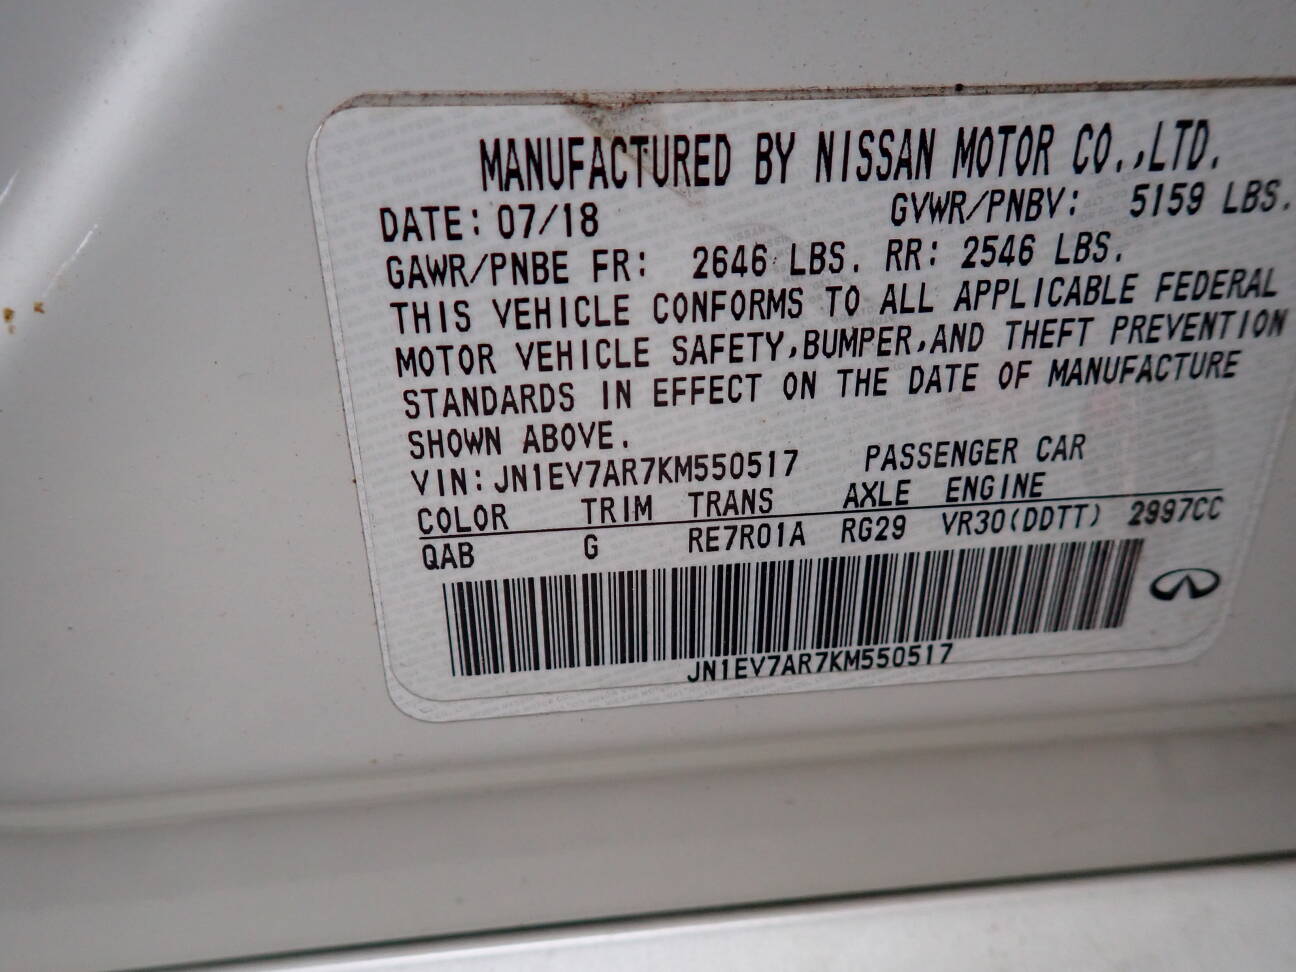 MANUFACTURED BY NISSAN MOTOR CO.,LTD.
DATE: 07/18 GVWR/PNBV: 5159 LBS.
GAWR/PNBE FR: 2646 LBS. RR: 2546 LBS.
THIS VEHICLE CONFORMS TO ALL APPLICABLE FEDERAL
MOTOR VEHICLE SAFETY,BUMPER,AND THEFT PREVENTION
STANDARDS IN EFFECT ON THE DATE OF MANUFACTURE
SHOWN ABOVE.
VIN: JN1EV7AR7KM550517 PASSENGER CAR
COLOR TRIM TRANS AXLE ENGINE
QAB G RE7R01A RG29 VR30(DDTT) 2997CC
JN1EV7AR7KM550517